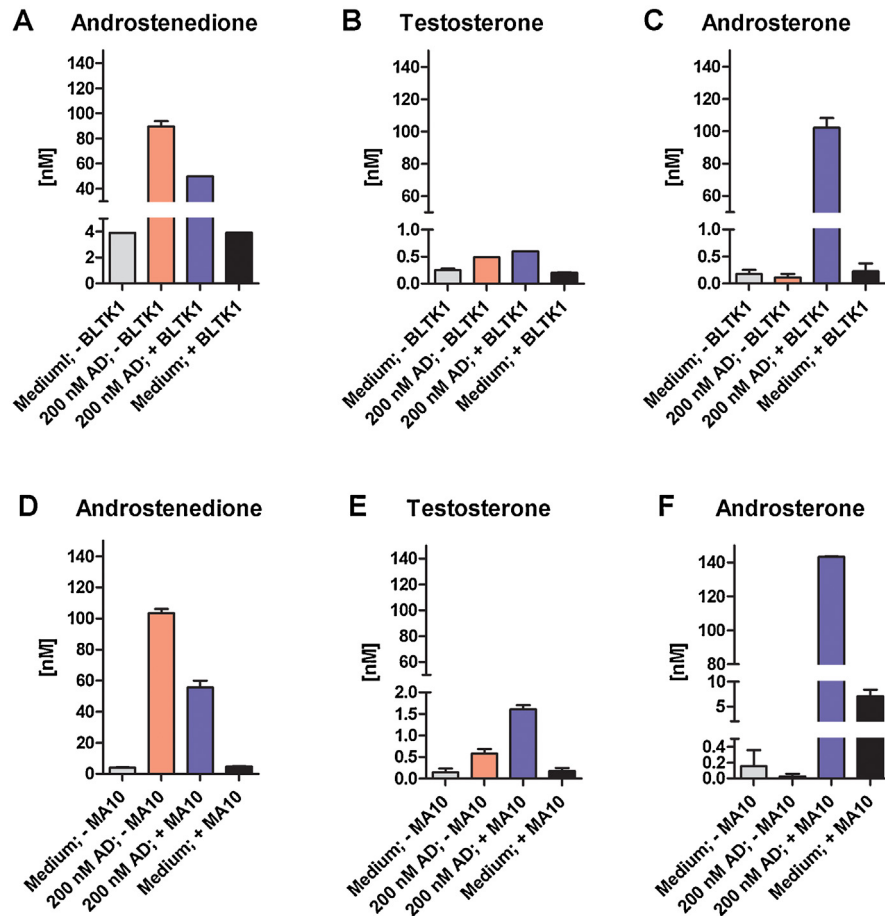 A Androstenedione
[nM]
140
120
100
80
60
40
4
2
0
Mediuml; - BLTK1
200 nM AD; - BLTK1
200 nM AD; + BLTK1
Medium; + BLTK1
B Testosterone
[nM]
140
120
100
80
60
1.0
0.5
0.0
Medium; - BLTK1
200 nM AD; - BLTK1
200 nM AD; + BLTK1
Medium; + BLTK1
C Androsterone
[nM]
140
120
100
80
60
1.0
0.5
0.0
Medium; - BLTK1
200 nM AD; - BLTK1
200 nM AD; + BLTK1
Medium; + BLTK1
D Androstenedione
[nM]
140
120
100
80
60
40
20
0
Medium; - MA10
200 nM AD; - MA10
200 nM AD; + MA10
Medium; + MA10
E Testosterone
[nM]
140
120
100
80
60
2.0
1.5
1.0
0.5
0.0
Medium; - MA10
200 nM AD; - MA10
200 nM AD; + MA10
Medium; + MA10
F Androsterone
[nM]
140
120
100
80
10
5
0.4
0.2
0.0
Medium; - MA10
200 nM AD; - MA10
200 nM AD; + MA10
Medium; + MA10